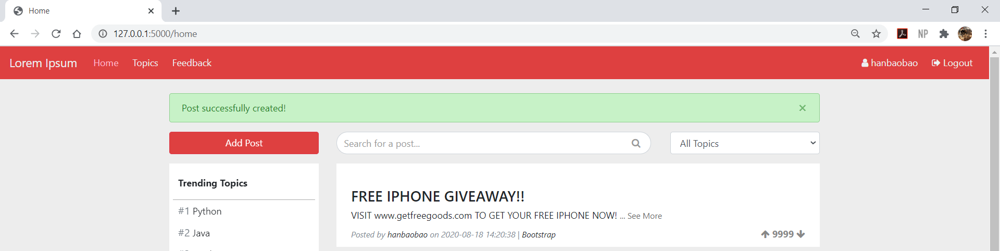 Home
127.0.0.1:5000/home
NP
Lorem Ipsum Home Topics Feedback hanbaobao Logout
Post successfully created! ×
Add Post Search for a post... All Topics
Trending Topics
#1 Python
#2 Java
FREE IPHONE GIVEAWAY!!
VISIT www.getfreegoods.com TO GET YOUR FREE IPHONE NOW! ... See More
Posted by hanbaobao on 2020-08-18 14:20:38 | Bootstrap 9999